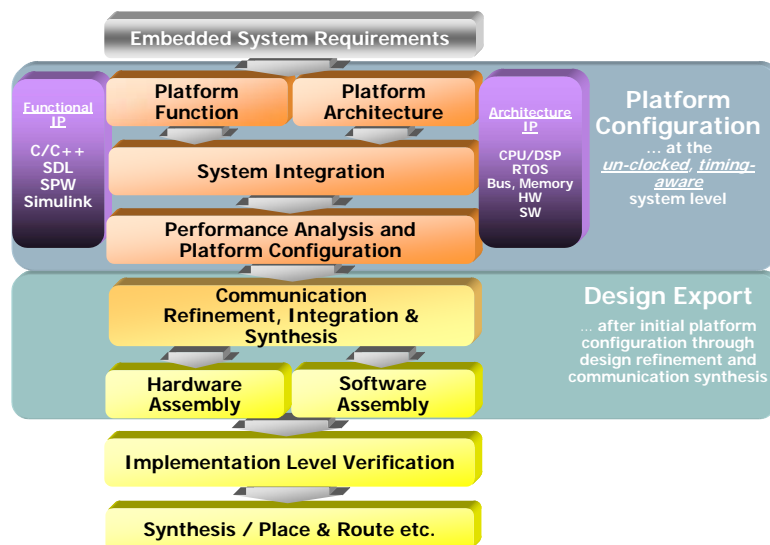 Embedded System Requirements
Functional
IP
C/C++
SDL
SPW
Simulink
Platform
Function
Platform
Architecture
Architecture
IP
CPU/DSP
RTOS
Bus, Memory
HW
SW
Platform
Configuration
... at the
un-clocked, timing-
aware
system level
System Integration
Performance Analysis and
Platform Configuration
Communication
Refinement, Integration &
Synthesis
Design Export
... after initial platform
configuration through
design refinement and
communication synthesis
Hardware
Assembly
Software
Assembly
Implementation Level Verification
Synthesis / Place & Route etc.